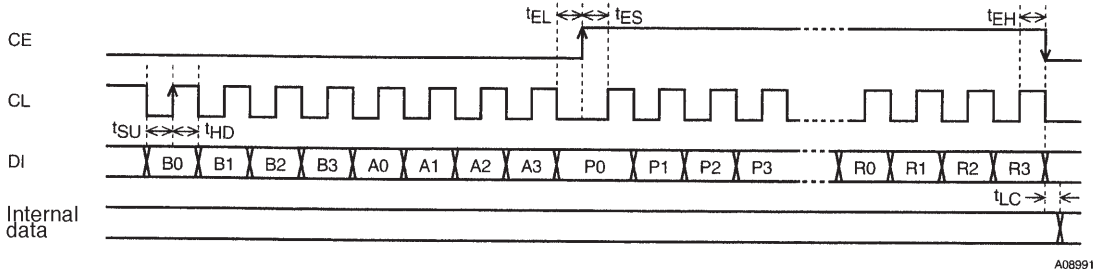 tEL tES tEH
CE
CL
tSU tHD
DI B0 B1 B2 B3 A0 A1 A2 A3 P0 P1 P2 P3 R0 R1 R2 R3
tLC
Internal
data
A08991